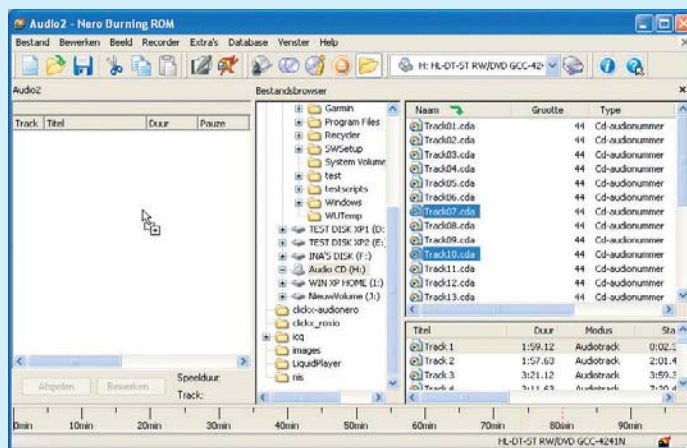 Audio2 - Nero Burning ROM
Bestand Bewerken Beeld Recorder Extra's Database Venster Help
H: HL-DT-ST RW/DVD GCC-42
Audio2
Track Titel Duur Pauze
Afspelen Bewerken
Speelduur:
Track:
Bestandsbrowser
Garmin
Program Files
Recycler
SWSetup
System Volume
test
testscripts
Windows
WUTemp
TEST DISK XP1 (D:
TEST DISK XP2 (E:
INA'S DISK (F:)
Audio CD (H:)
WIN XP HOME (I:)
NieuwVolume (J:)
clickx-audionero
clickx_roxio
icq
images
LiquidPlayer
nis
Naam Grootte Type
Track01.cda 44 Cd-audionummer
Track02.cda 44 Cd-audionummer
Track03.cda 44 Cd-audionummer
Track04.cda 44 Cd-audionummer
Track05.cda 44 Cd-audionummer
Track06.cda 44 Cd-audionummer
Track07.cda 44 Cd-audionummer
Track08.cda 44 Cd-audionummer
Track09.cda 44 Cd-audionummer
Track10.cda 44 Cd-audionummer
Track11.cda 44 Cd-audionummer
Track12.cda 44 Cd-audionummer
Track13.cda 44 Cd-audionummer
Titel Duur Modus Sta
Track 1 1:59.12 Audiotrack 0:02.
Track 2 1:57.63 Audiotrack 2:01.4
Track 3 3:21.12 Audiotrack 3:59.
Track 4 3:11.63 Audiotrack 7:20
0min 10min 20min 30min 40min 50min 60min 70min 80min 90min
HL-DT-ST RW/DVD GCC-4241N